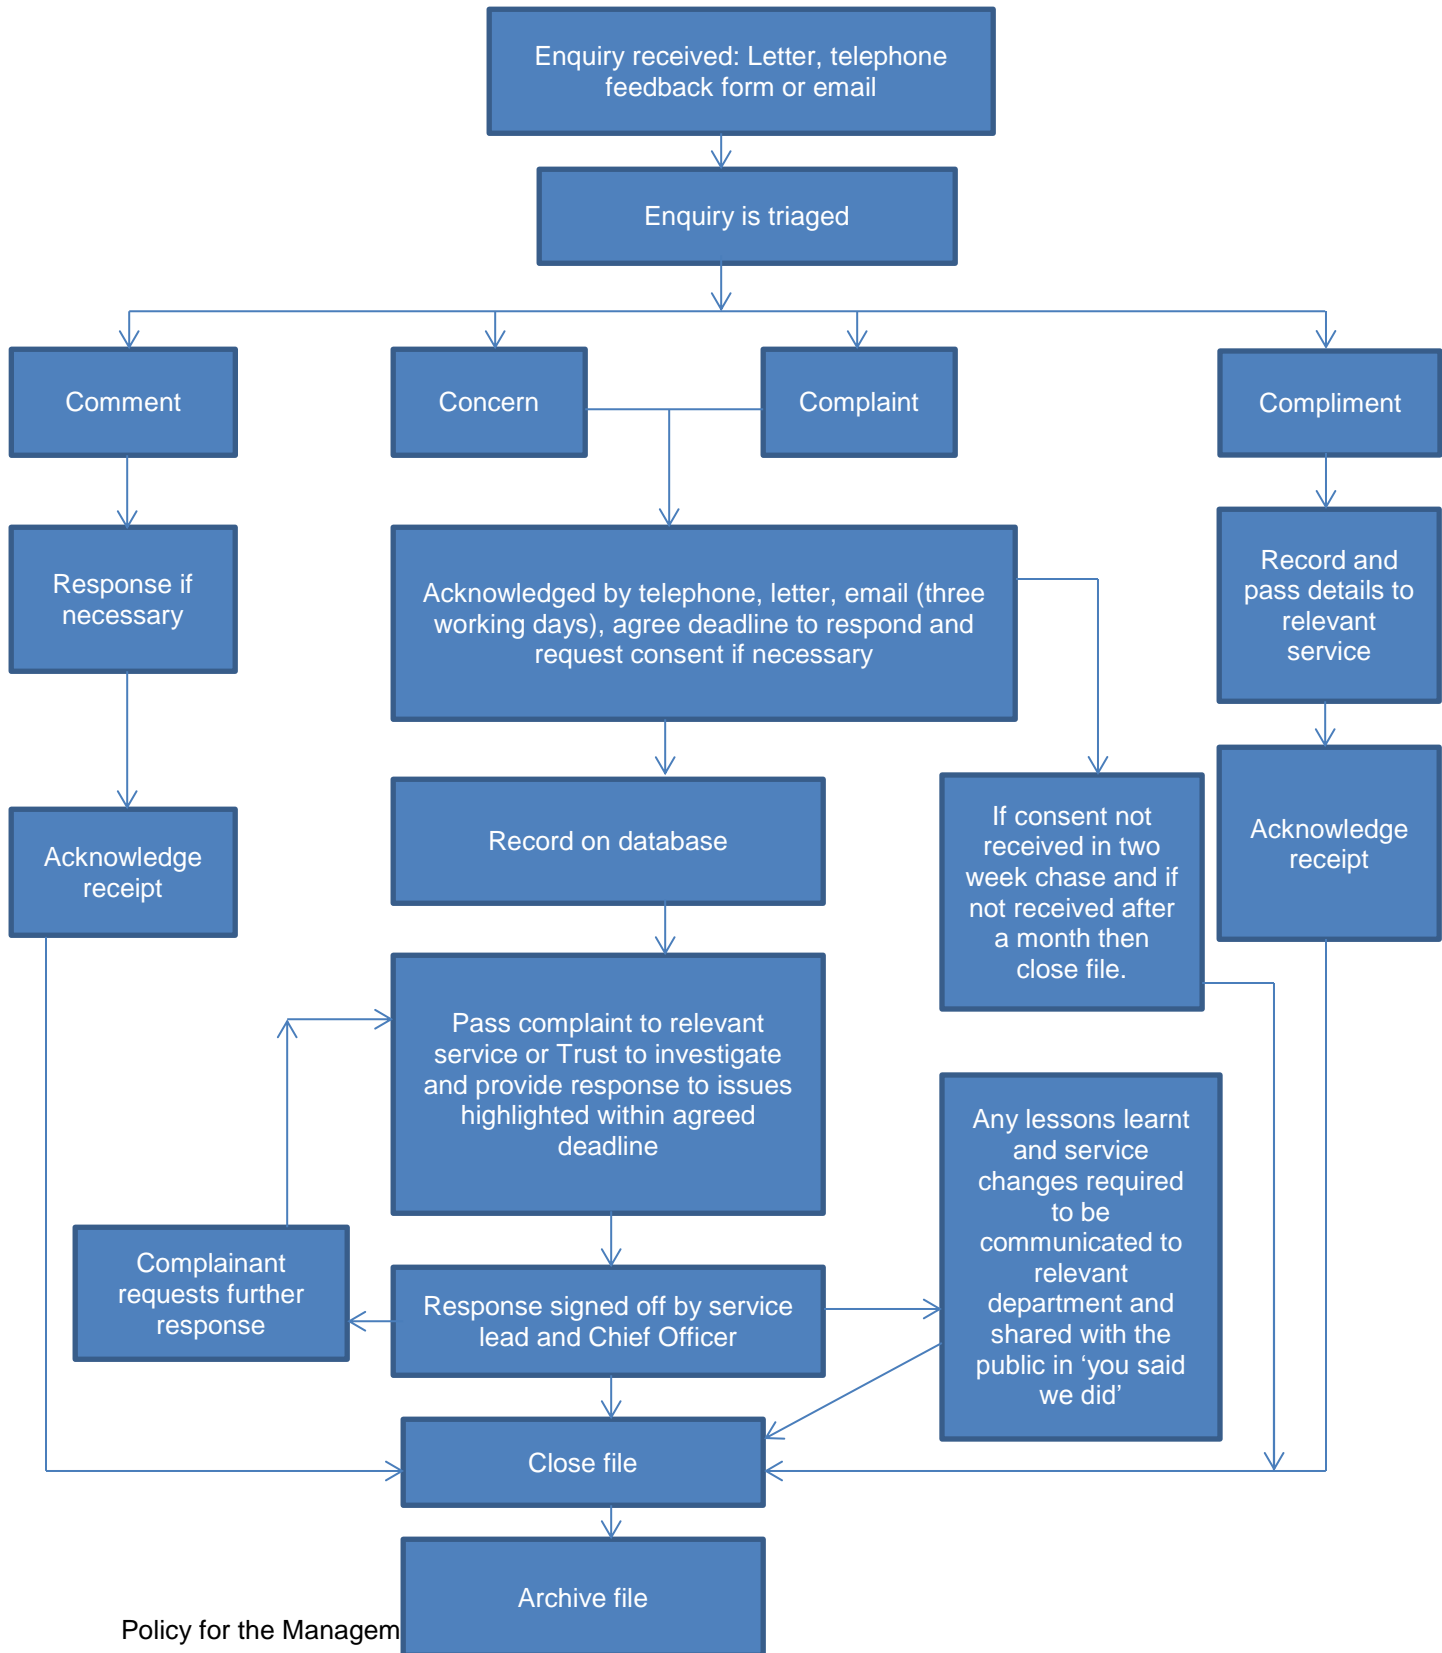 Enquiry received: Letter, telephone
feedback form or email
Enquiry is triaged
Comment
Concern
Complaint
Compliment
Response if
necessary
Acknowledged by telephone, letter, email (three
working days), agree deadline to respond and
request consent if necessary
Record and
pass details to
relevant
service
Acknowledge
receipt
Record on database
If consent not
received in two
week chase and if
not received after
a month then
close file.
Acknowledge
receipt
Pass complaint to relevant
service or Trust to investigate
and provide response to issues
highlighted within agreed
deadline
Any lessons learnt
and service
changes required
to be
communicated to
relevant
department and
shared with the
public in ‘you said
we did’
Complainant
requests further
response
Response signed off by service
lead and Chief Officer
Close file
Archive file
Policy for the Managem